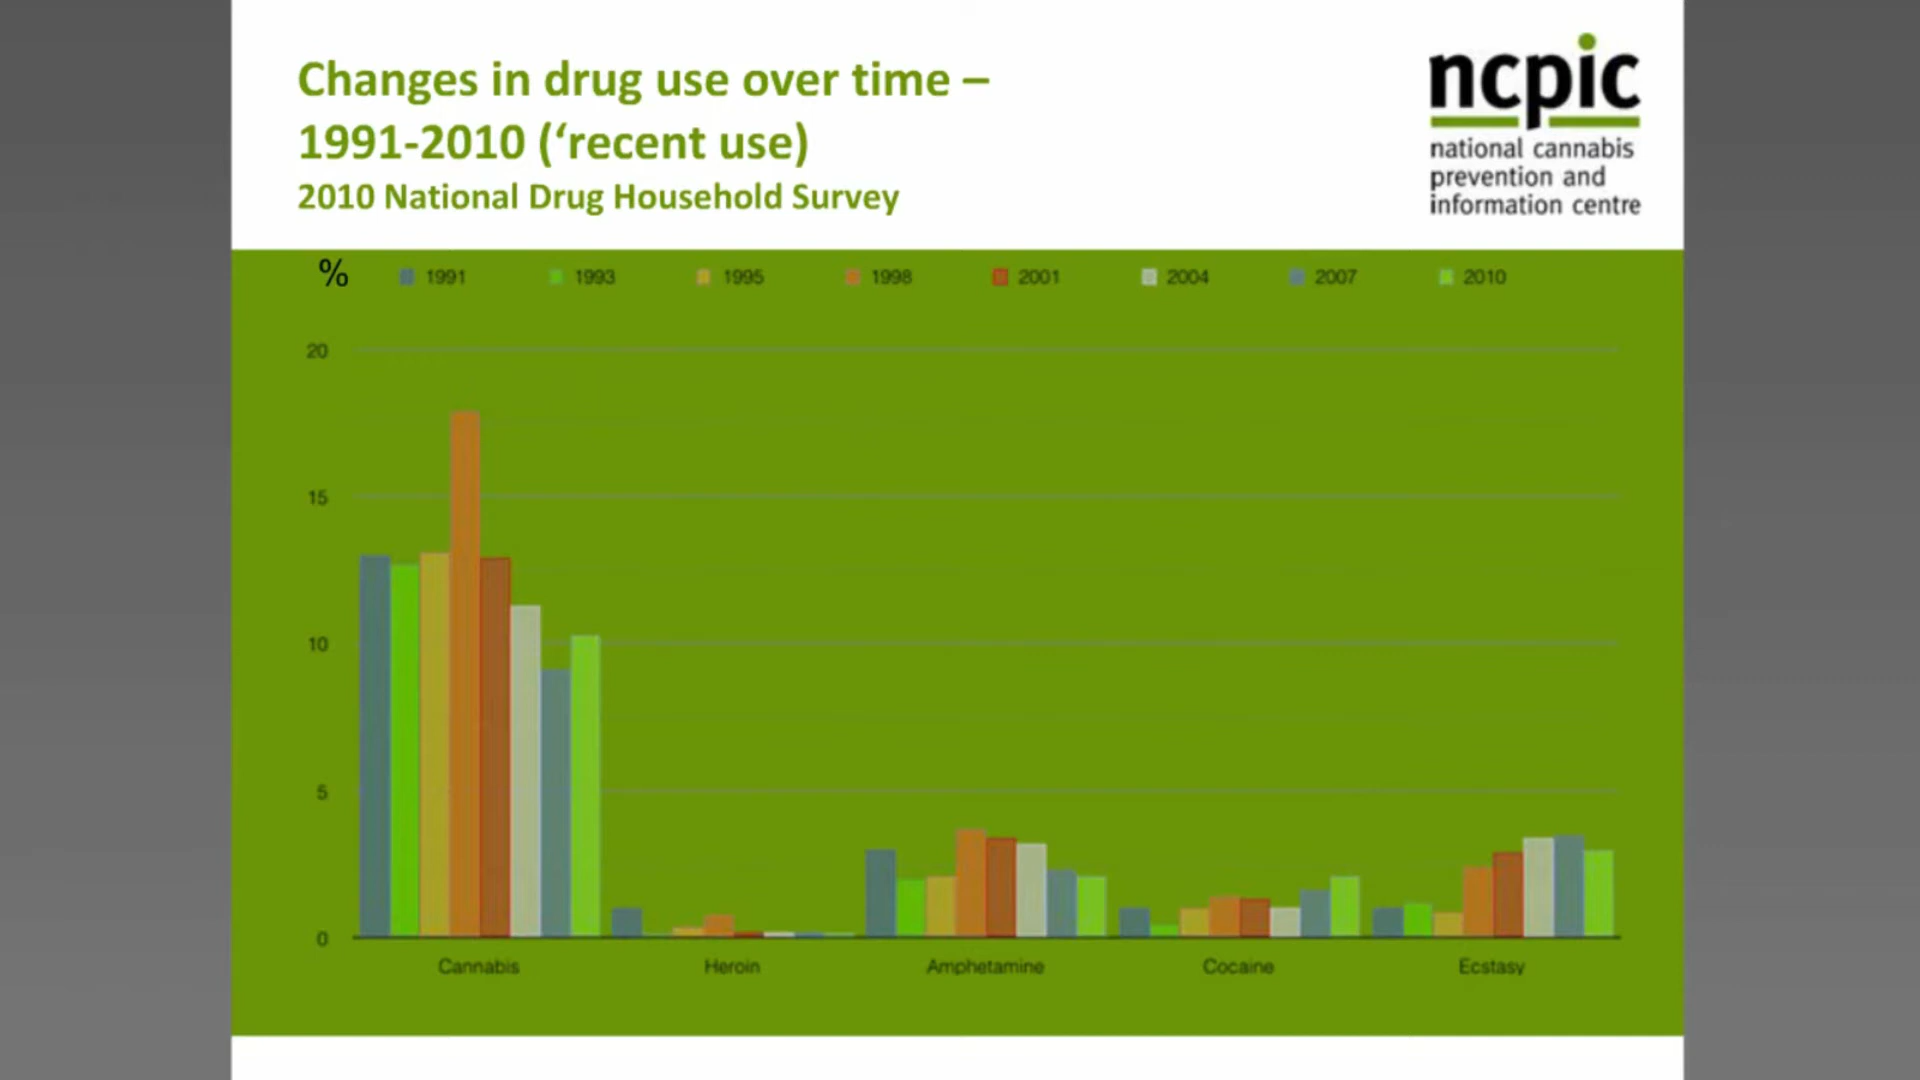 Changes in drug use over time –
1991-2010 (‘recent use)
2010 National Drug Household Survey
ncpic
national cannabis
prevention and
information centre
% 1991 1993 1995 1998 2001 2004 2007 2010
20
15
10
5
0
Cannabis Heroin Amphetamine Cocaine Ecstasy